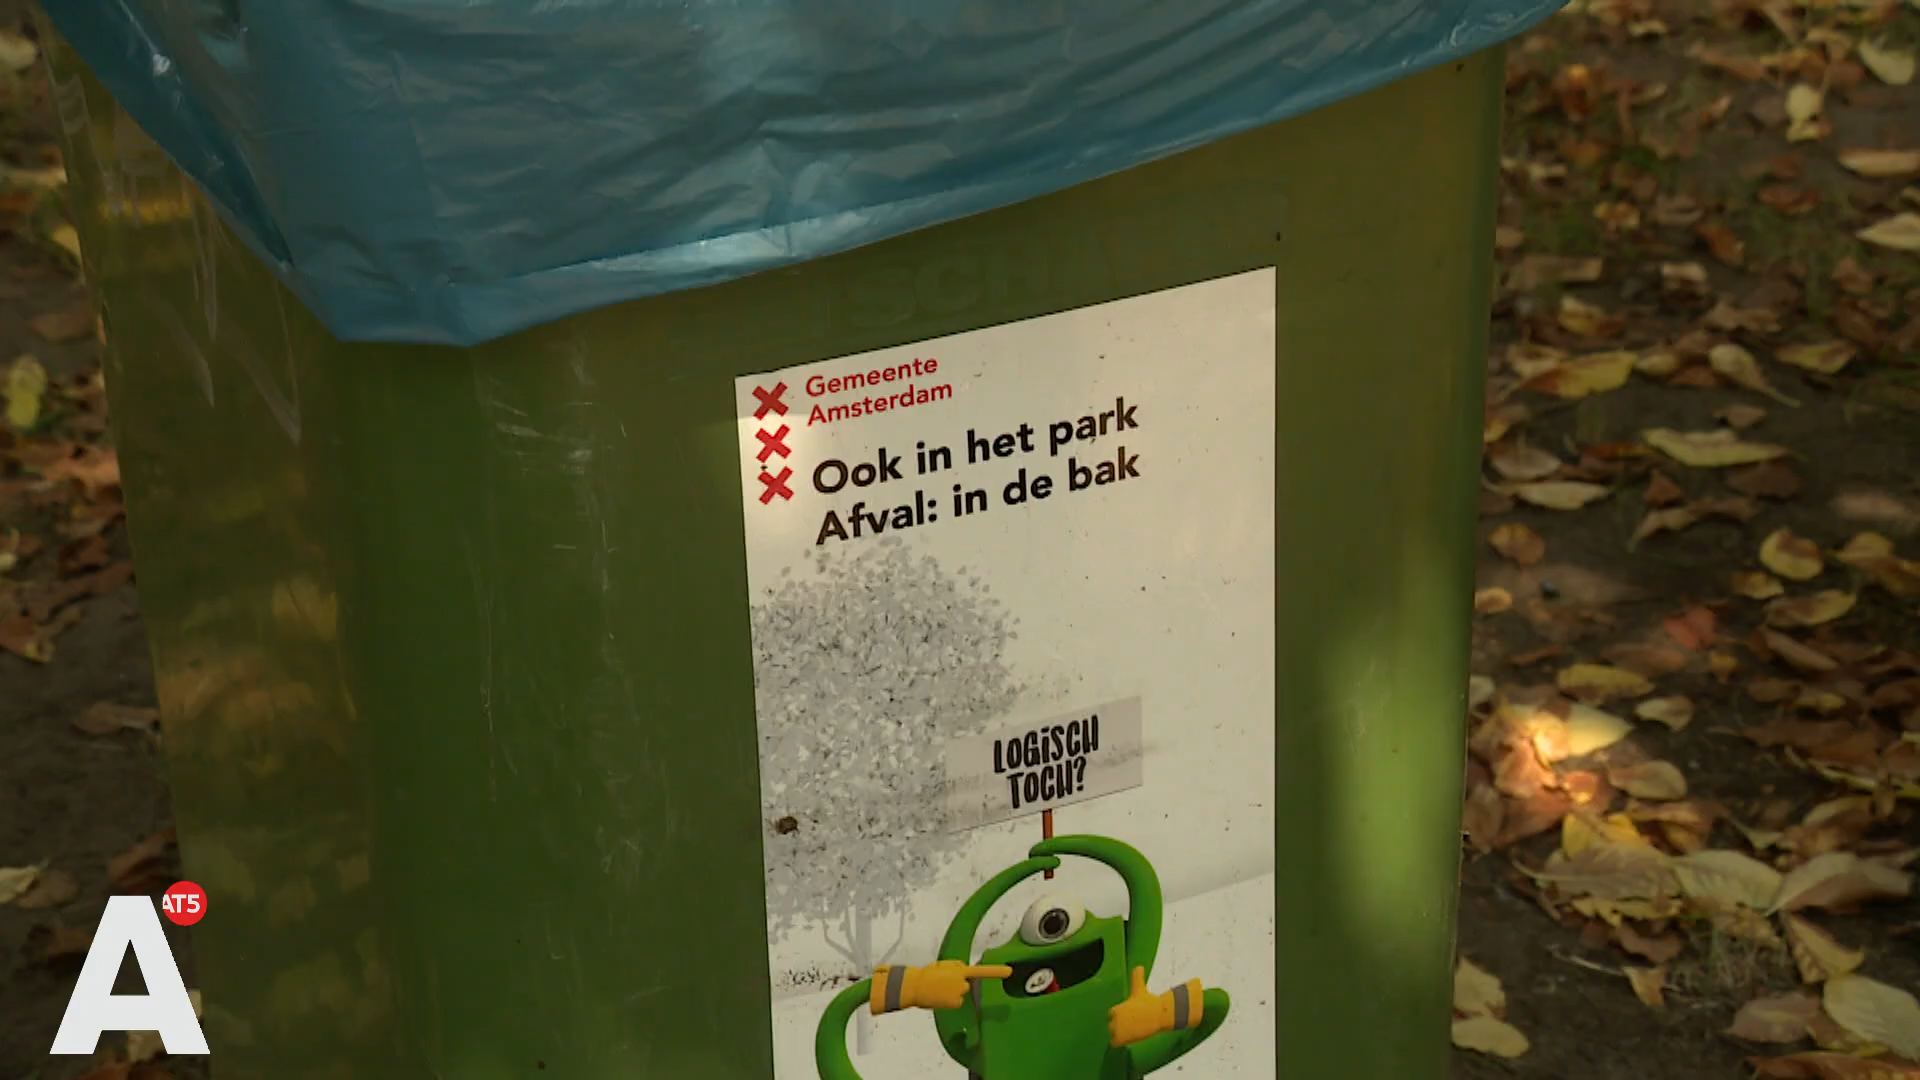 Gemeente
Amsterdam
Ook in het park
Afval: in de bak
LOGISCH
TOCH?
AT5
A